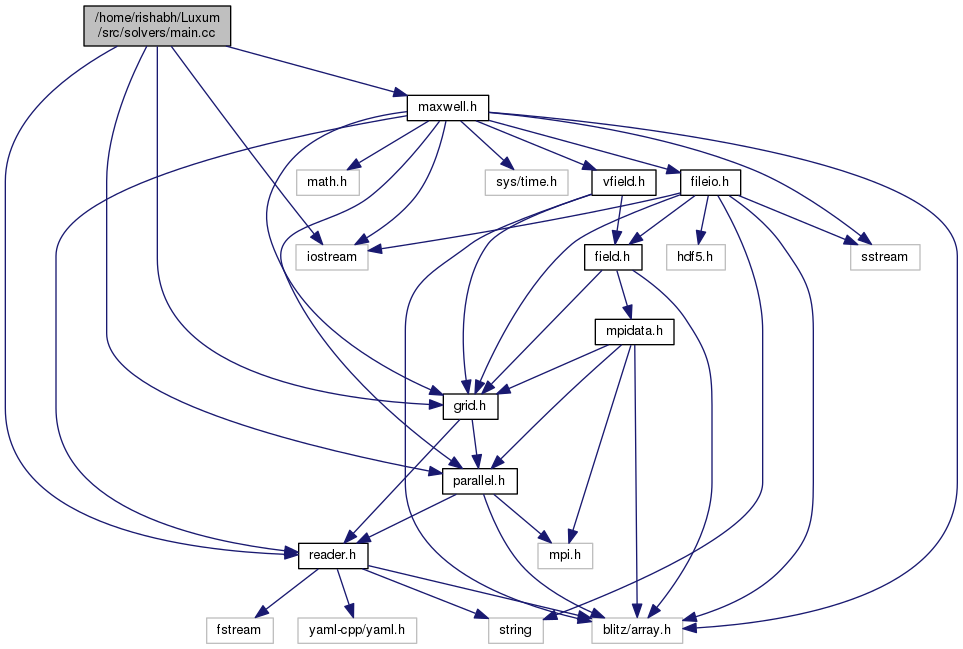 /home/rishabh/Luxum
/src/solvers/main.cc
maxwell.h
math.h
sys/time.h
vfield.h
fileio.h
iostream
field.h
hdf5.h
sstream
mpidata.h
grid.h
parallel.h
reader.h
mpi.h
fstream
yaml-cpp/yaml.h
string
blitz/array.h